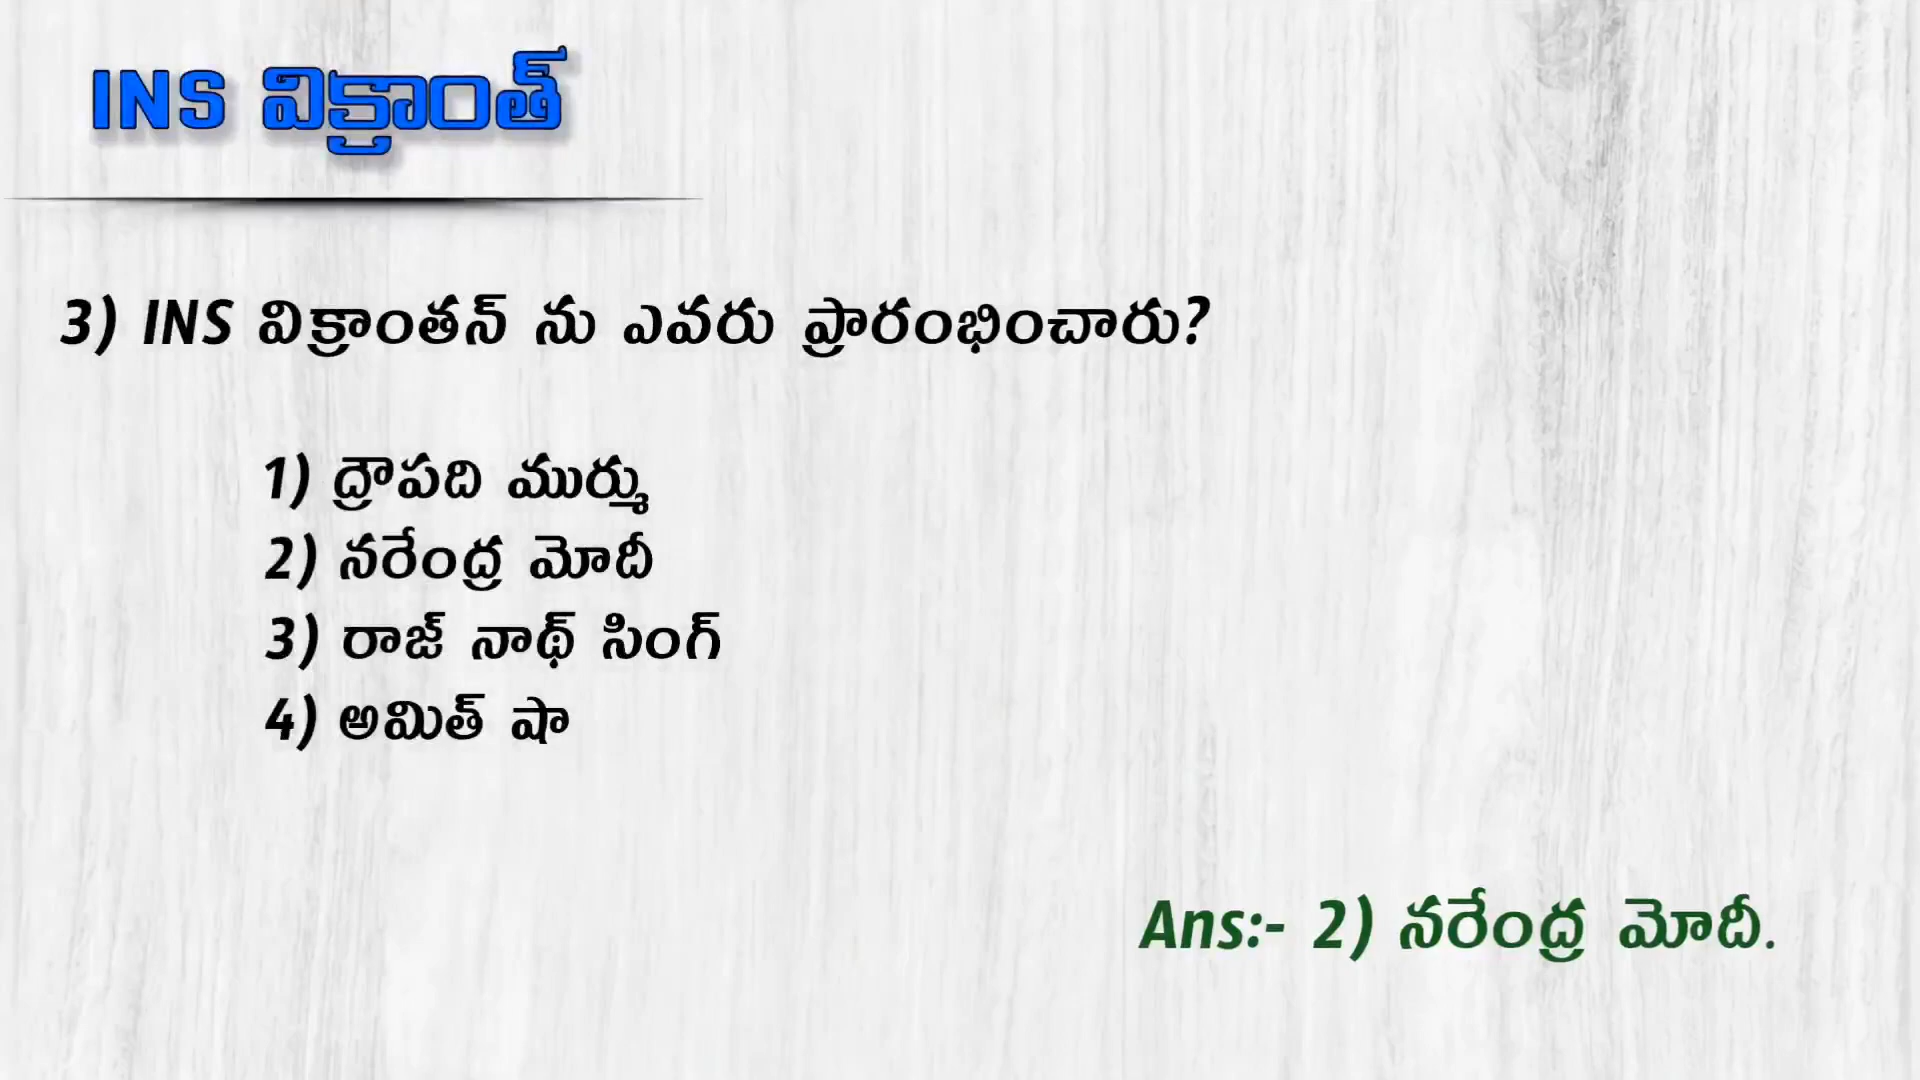 INS విక్రాంత్
3) INS విక్రాంతన్ ను ఎవరు ప్రారంభించారు?
1) ద్రౌపది ముర్ము
2) నరేంద్ర మోదీ
3) రాజ్ నాథ్ సింగ్
4) అమిత్ షా
Ans:- 2) నరేంద్ర మోదీ.